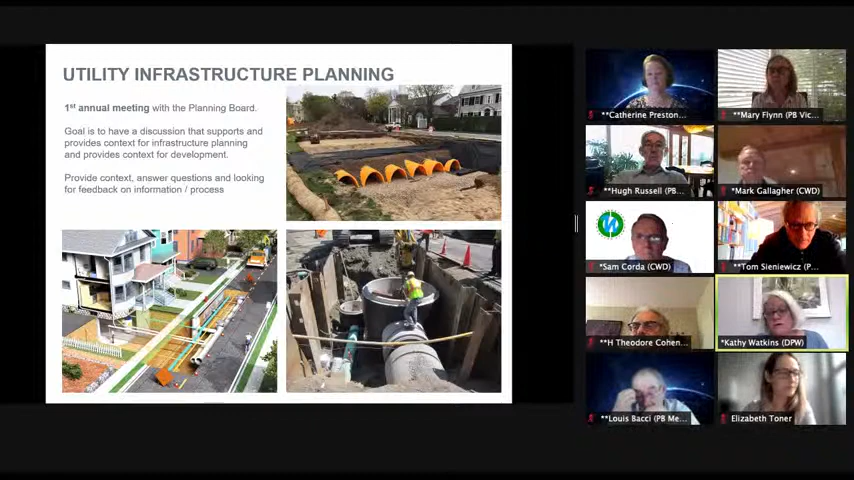 UTILITY INFRASTRUCTURE PLANNING
1st annual meeting with the Planning Board.
Goal is to have a discussion that supports and
provides context for infrastructure planning
and provides context for development.
Provide context, answer questions and looking
for feedback on information / process
**Catherine Preston...
**Mary Flynn (PB Vic...
**Hugh Russell (PB...
*Mark Gallagher (CWD)
*Sam Corda (CWD)
**Tom Sieniewicz (P...
**H Theodore Cohen...
*Kathy Watkins (DPW)
**Louis Bacci (PB Me...
Elizabeth Toner